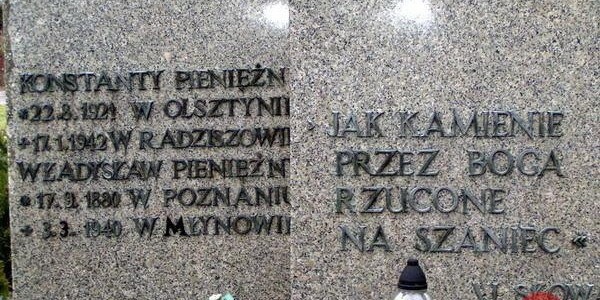 KONSTANTY PIENIĘŻN
*22.8.1921 W OLSZTYNI
+17.1.1942 W RADZISZOWI
WŁADYSŁAW PIENIĘŻN
*17.9.1880 W POZNANIU
+3.3.1940 W MŁYNOWI
„JAK KAMIENIE
PRZEZ BOGA
RZUCONE
NA SZANIEC"